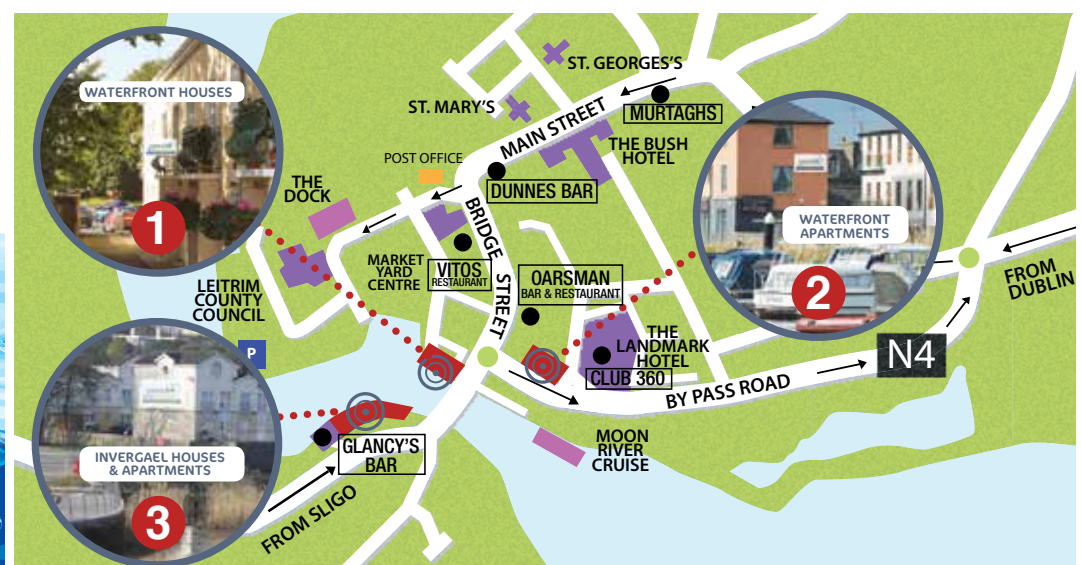 WATERFRONT HOUSES
1
ST. GEORGES'S
ST. MARY'S
MURTAGHS
MAIN STREET
THE BUSH
HOTEL
POST OFFICE
DUNNES BAR
THE
DOCK
BRIDGE STREET
MARKET
YARD
CENTRE
VITOS
RESTAURANT
OARSMAN
BAR & RESTAURANT
LEITRIM
COUNTY
COUNCIL
WATERFRONT
APARTMENTS
2
FROM
DUBLIN
P
THE
LANDMARK
HOTEL
CLUB 360
N4
BY PASS ROAD
MOON
RIVER
CRUISE
GLANCY'S
BAR
INVERGAEL HOUSES
& APARTMENTS
3
FROM SLIGO